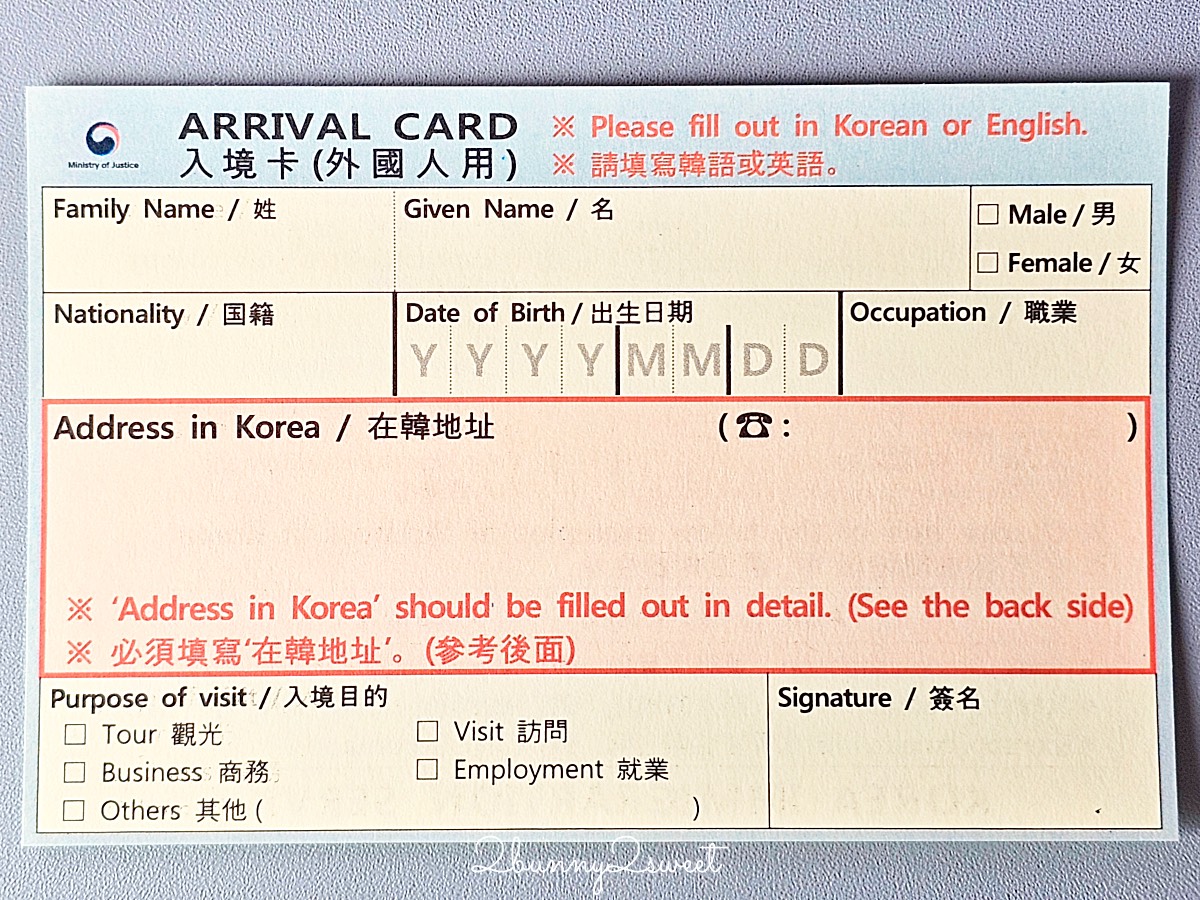 Ministry of Justice
ARRIVAL CARD
入境卡(外國人用)
※ Please fill out in Korean or English.
※ 請填寫韓語或英語。
Family Name / 姓
Given Name / 名
□ Male / 男
□ Female / 女
Nationality / 国籍
Date of Birth / 出生日期
Y Y Y Y M M D D
Occupation / 職業
Address in Korea / 在韓地址 (☎: )
※ ‘Address in Korea’ should be filled out in detail. (See the back side)
※ 必須填寫‘在韓地址’。(參考後面)
Purpose of visit / 入境目的
□ Tour 觀光
□ Visit 訪問
□ Business 商務
□ Employment 就業
□ Others 其他 ( )
Signature / 簽名
2bunny2sweet